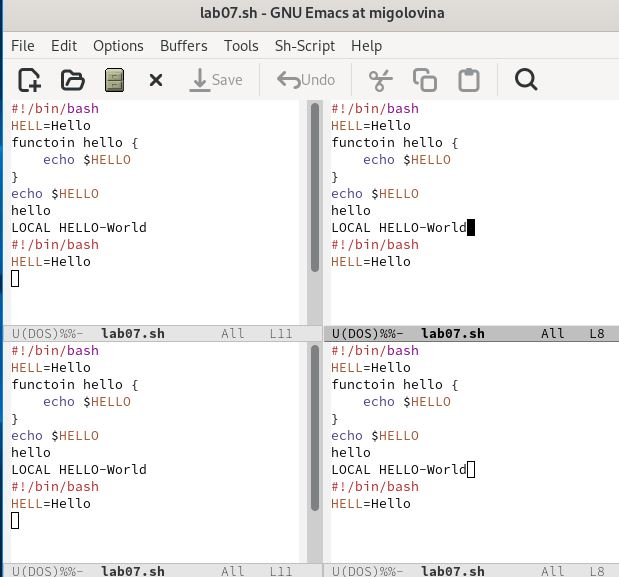 lab07.sh - GNU Emacs at migolovina
File Edit Options Buffers Tools Sh-Script Help
Save Undo
#!/bin/bash
HELL=Hello
functoin hello {
    echo $HELLO
}
echo $HELLO
hello
LOCAL HELLO-World
#!/bin/bash
HELL=Hello
U(DOS)%%- lab07.sh All L11
#!/bin/bash
HELL=Hello
functoin hello {
    echo $HELLO
}
echo $HELLO
hello
LOCAL HELLO-World
#!/bin/bash
HELL=Hello
U(DOS)%%- lab07.sh All L8
#!/bin/bash
HELL=Hello
functoin hello {
    echo $HELLO
}
echo $HELLO
hello
LOCAL HELLO-World
#!/bin/bash
HELL=Hello
U(DOS)%%- lab07.sh All L11
#!/bin/bash
HELL=Hello
functoin hello {
    echo $HELLO
}
echo $HELLO
hello
LOCAL HELLO-World
#!/bin/bash
HELL=Hello
U(DOS)%%- lab07.sh All L8